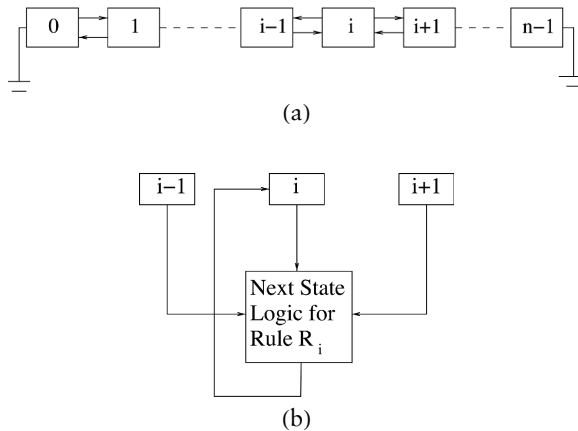 0 1 i−1 i i+1 n−1
(a)
i−1 i i+1
Next State
Logic for
Rule R i
(b)